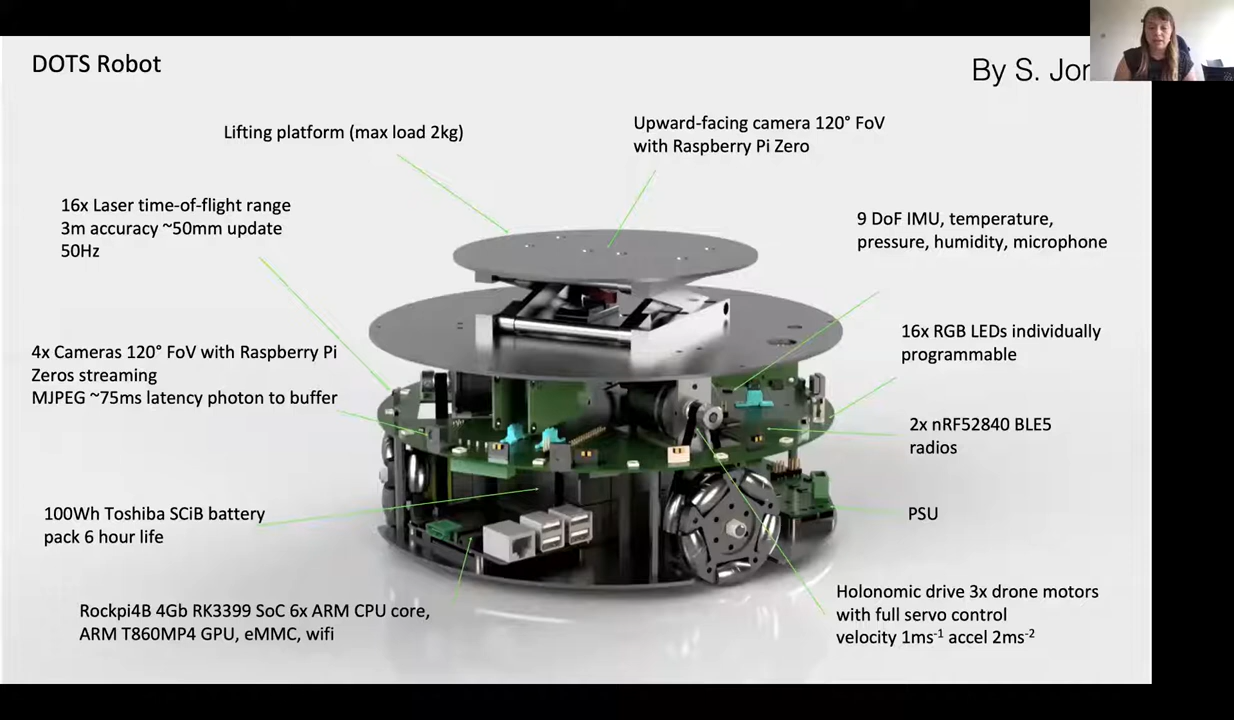 DOTS Robot
By S. 
Lifting platform (max load 2kg)
Upward-facing camera 120° FoV
with Raspberry Pi Zero
16x Laser time-of-flight range
3m accuracy ~50mm update
50Hz
9 DoF IMU, temperature,
pressure, humidity, microphone
16x RGB LEDs individually
programmable
4x Cameras 120° FoV with Raspberry Pi
Zeros streaming
MJPEG ~75ms latency photon to buffer
2x nRF52840 BLE5
radios
100Wh Toshiba SCiB battery
pack 6 hour life
PSU
Rockpi4B 4Gb RK3399 SoC 6x ARM CPU core,
ARM T860MP4 GPU, eMMC, wifi
Holonomic drive 3x drone motors
with full servo control
velocity 1ms⁻¹ accel 2ms⁻²